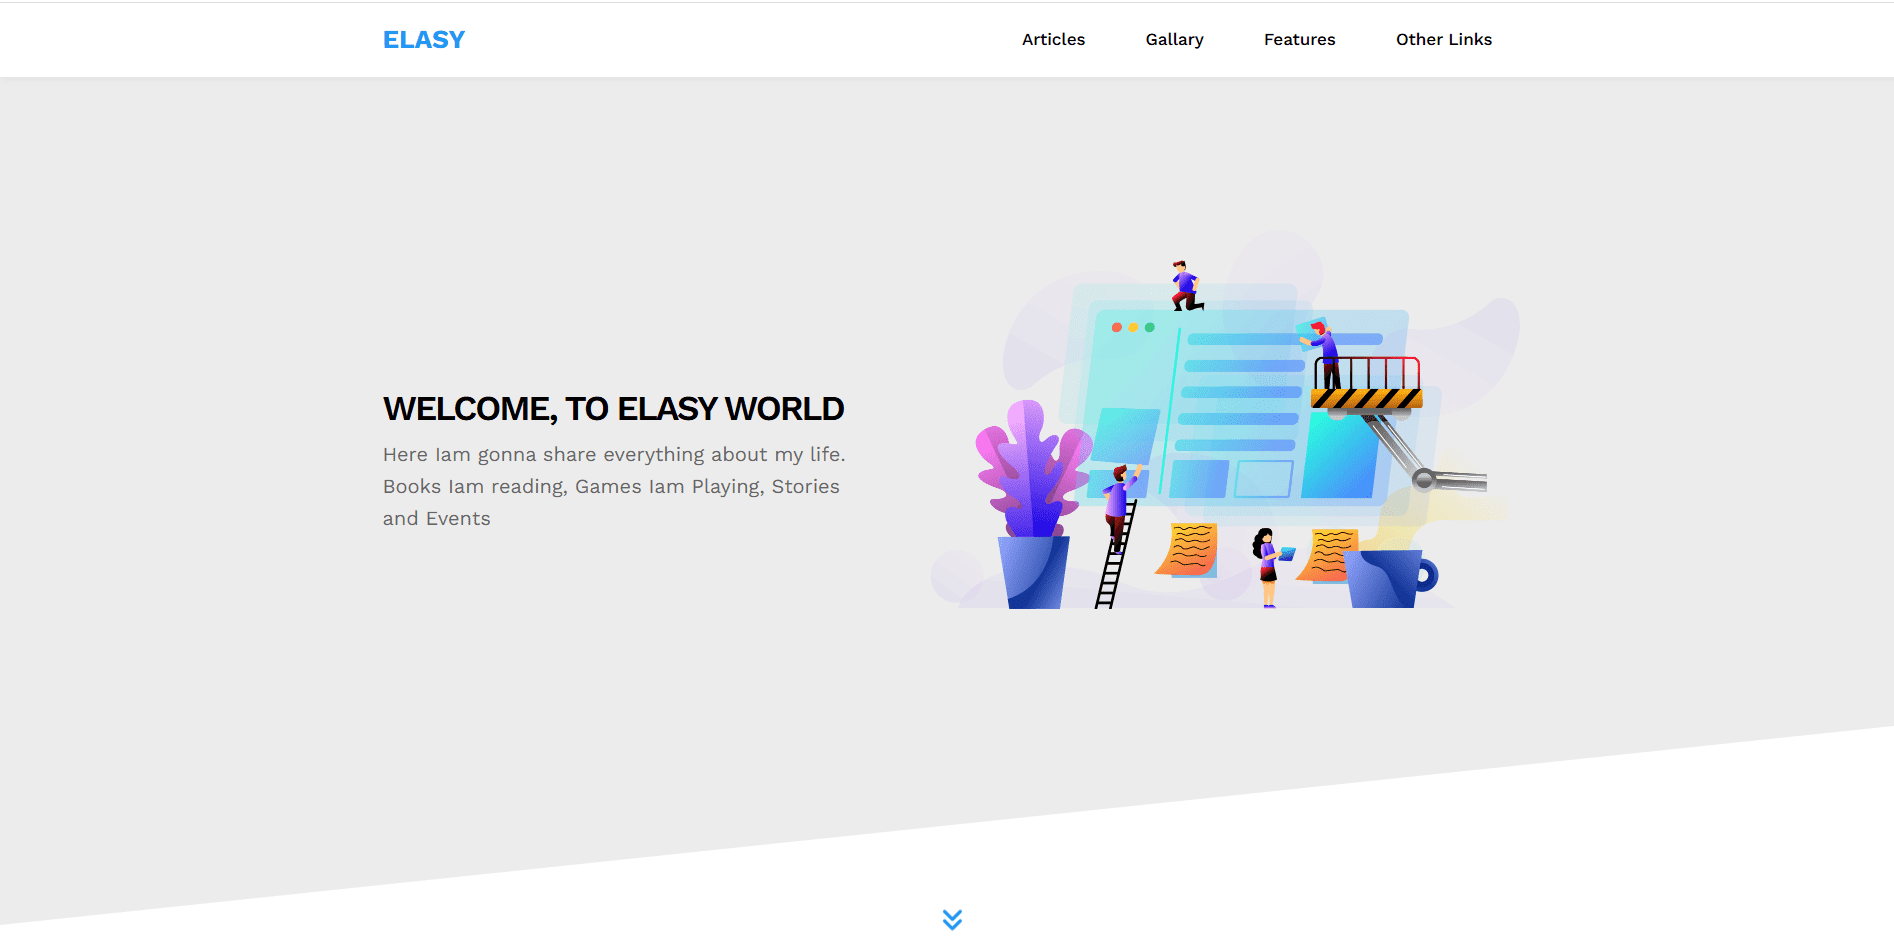 ELASY
Articles Gallary Features Other Links
WELCOME, TO ELASY WORLD
Here Iam gonna share everything about my life.
Books Iam reading, Games Iam Playing, Stories
and Events